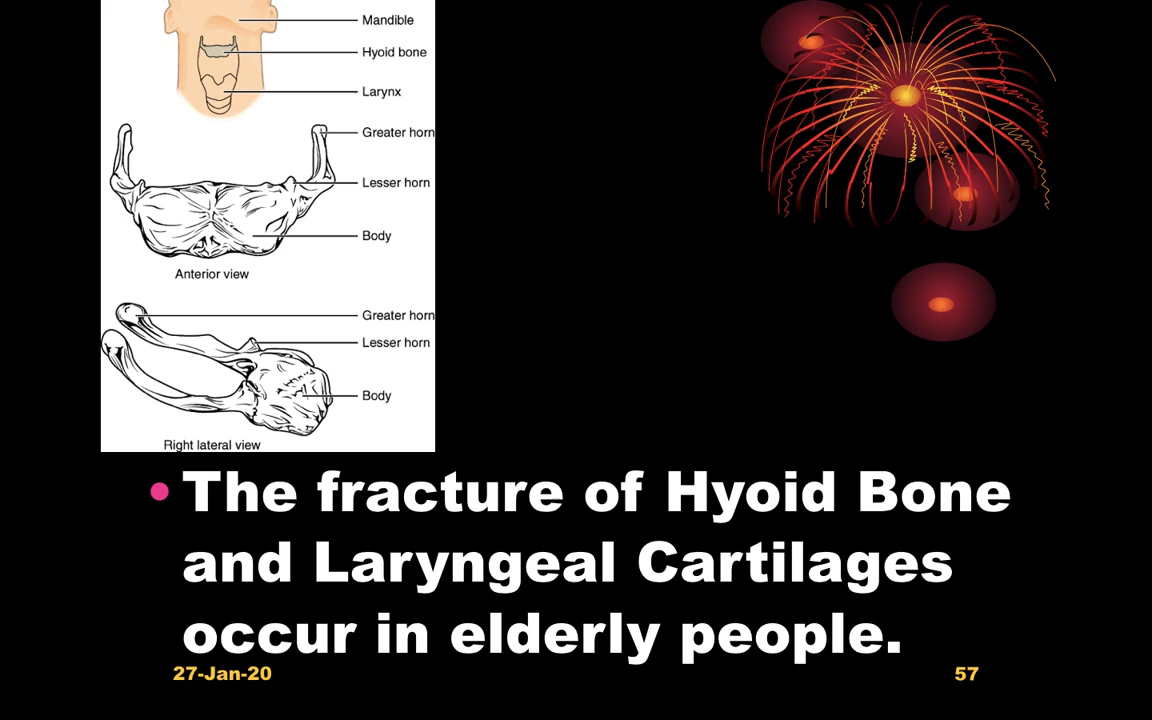 Mandible
Hyoid bone
Larynx
Greater horn
Lesser horn
Body
Anterior view
Greater horn
Lesser horn
Body
Right lateral view
• The fracture of Hyoid Bone
and Laryngeal Cartilages
occur in elderly people.
27-Jan-20
57